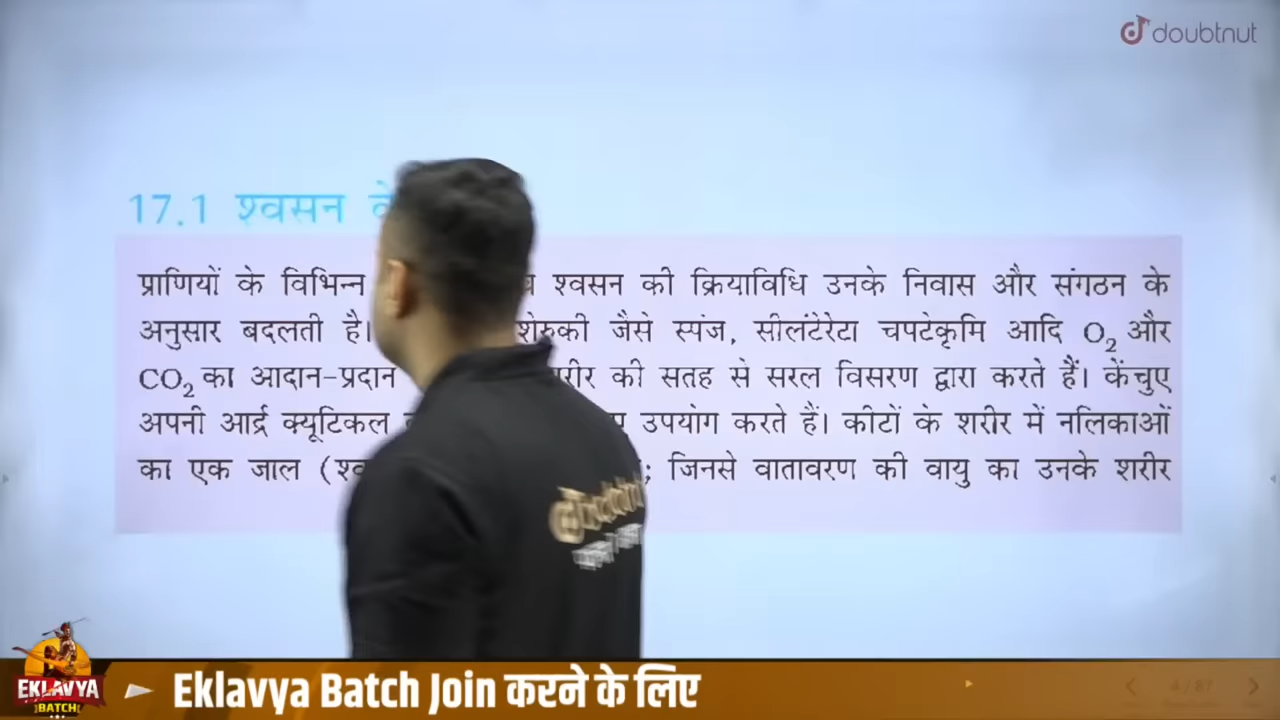 doubtnut
17.1 श्वसन
प्राणियों के विभिन्न श्वसन की क्रियाविधि उनके निवास और संगठन के
अनुसार बदलती है। जैसे स्पंज, सीलंटेरेटा चपटेकृमि आदि O₂ और
CO₂ का आदान-प्रदान की सतह से सरल विसरण द्वारा करते हैं। केंचुए
अपनी आर्द्र क्यूटिकल उपयोग करते हैं। कीटों के शरीर में नलिकाओं
का एक जाल जिनसे वातावरण की वायु का उनके शरीर
EKLAVYA
BATCH
Eklavya Batch Join करने के लिए
4 / 87